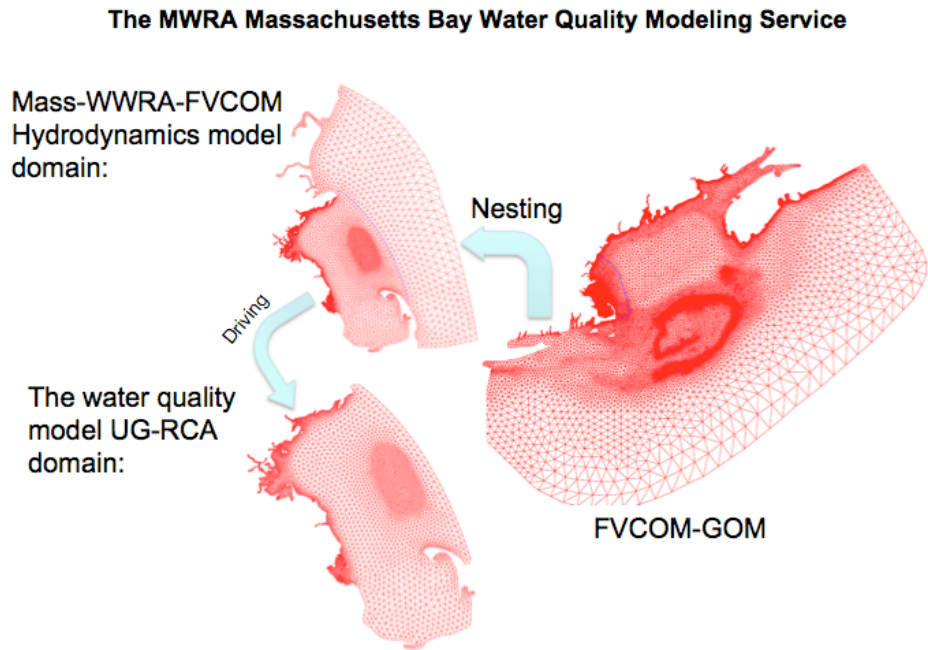 The MWRA Massachusetts Bay Water Quality Modeling Service
Mass-WWRA-FVCOM
Hydrodynamics model
domain:
Nesting
Driving
The water quality
model UG-RCA
domain:
FVCOM-GOM